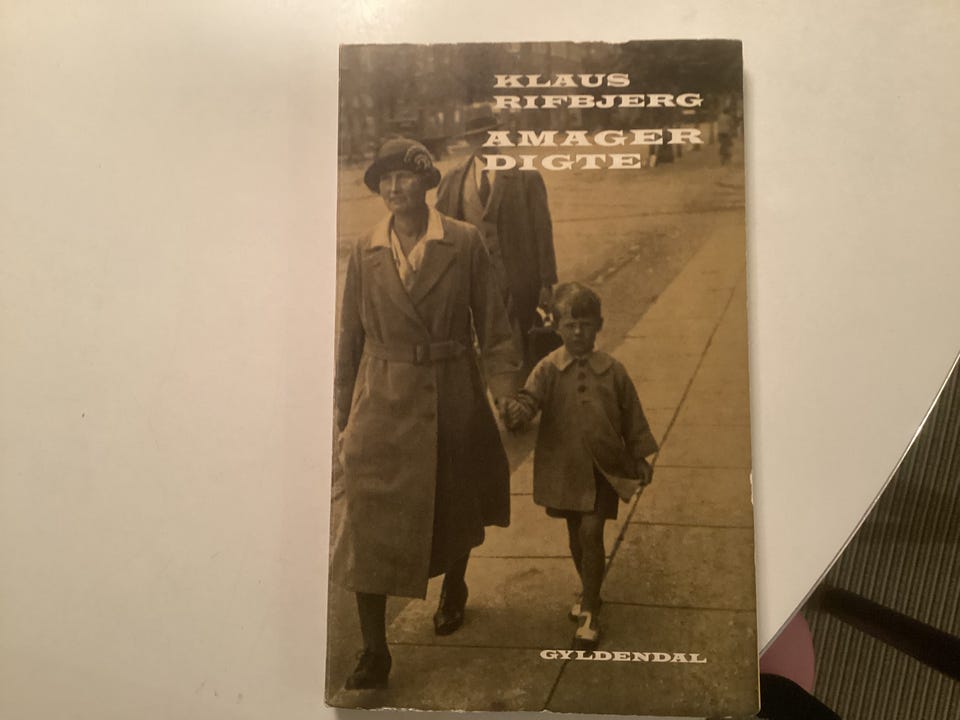 KLAUS
RIFBJERG
AMAGER
DIGTE
GYLDENDAL